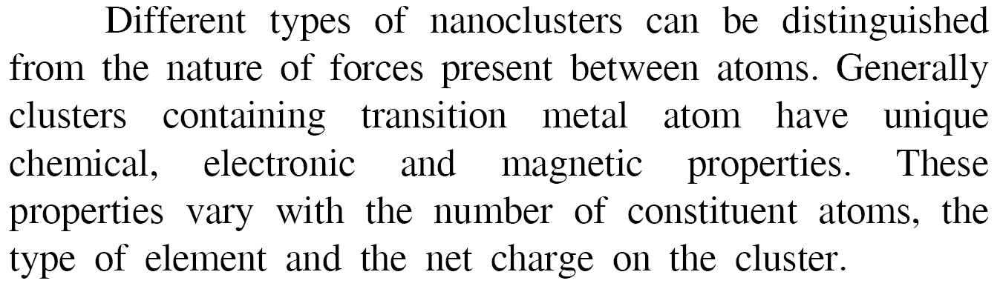 Different types of nanoclusters can be distinguished
from the nature of forces present between atoms. Generally
clusters containing transition metal atom have unique
chemical, electronic and magnetic properties. These
properties vary with the number of constituent atoms, the
type of element and the net charge on the cluster.